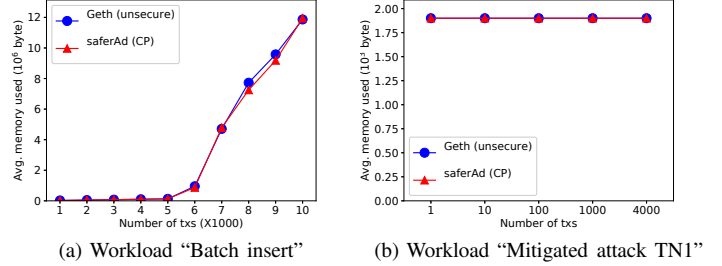 Avg. memory used (10⁶ byte)
12
10
8
6
4
2
0
Geth (unsecure)
saferAd (CP)
1 2 3 4 5 6 7 8 9 10
Number of txs (X1000)
(a) Workload “Batch insert”
Avg. memory used (10³ byte)
2.00
1.75
1.50
1.25
1.00
0.75
0.50
0.25
0.00
Geth (unsecure)
saferAd (CP)
1 10 100 1000 4000
Number of txs
(b) Workload “Mitigated attack TN1”